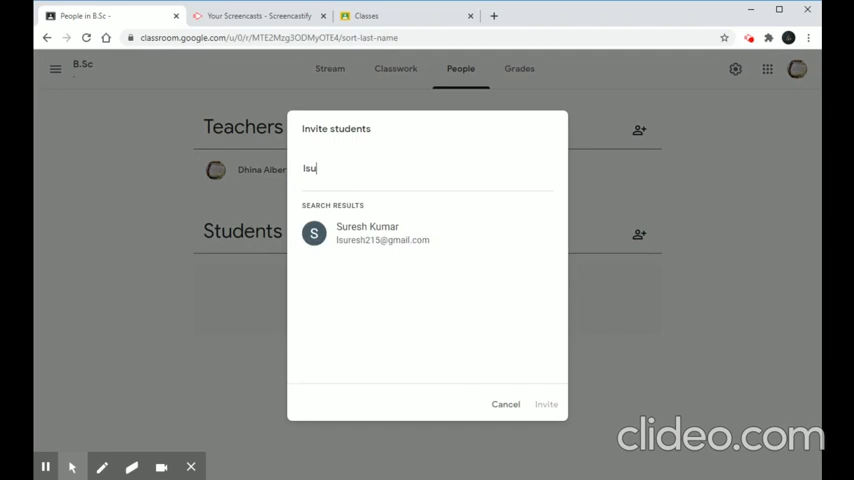 People in B.Sc -
Your Screencasts - Screencastify
Classes
classroom.google.com/u/0/r/MTE2Mzg3ODMyOTE4/sort-last-name
B.Sc
Stream
Classwork
People
Grades
Teachers
Dhina Alber
Students
Invite students
lsu
SEARCH RESULTS
S
Suresh Kumar
lsuresh215@gmail.com
Cancel
Invite
clideo.com